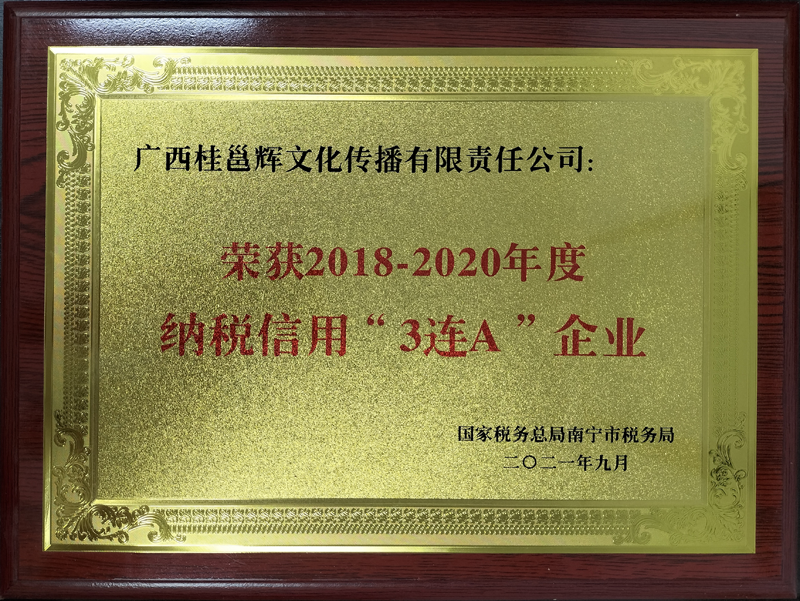 广西桂邕辉文化传播有限责任公司：
荣获2018-2020年度
纳税信用“3连A”企业
国家税务总局南宁市税务局
二〇二一年九月